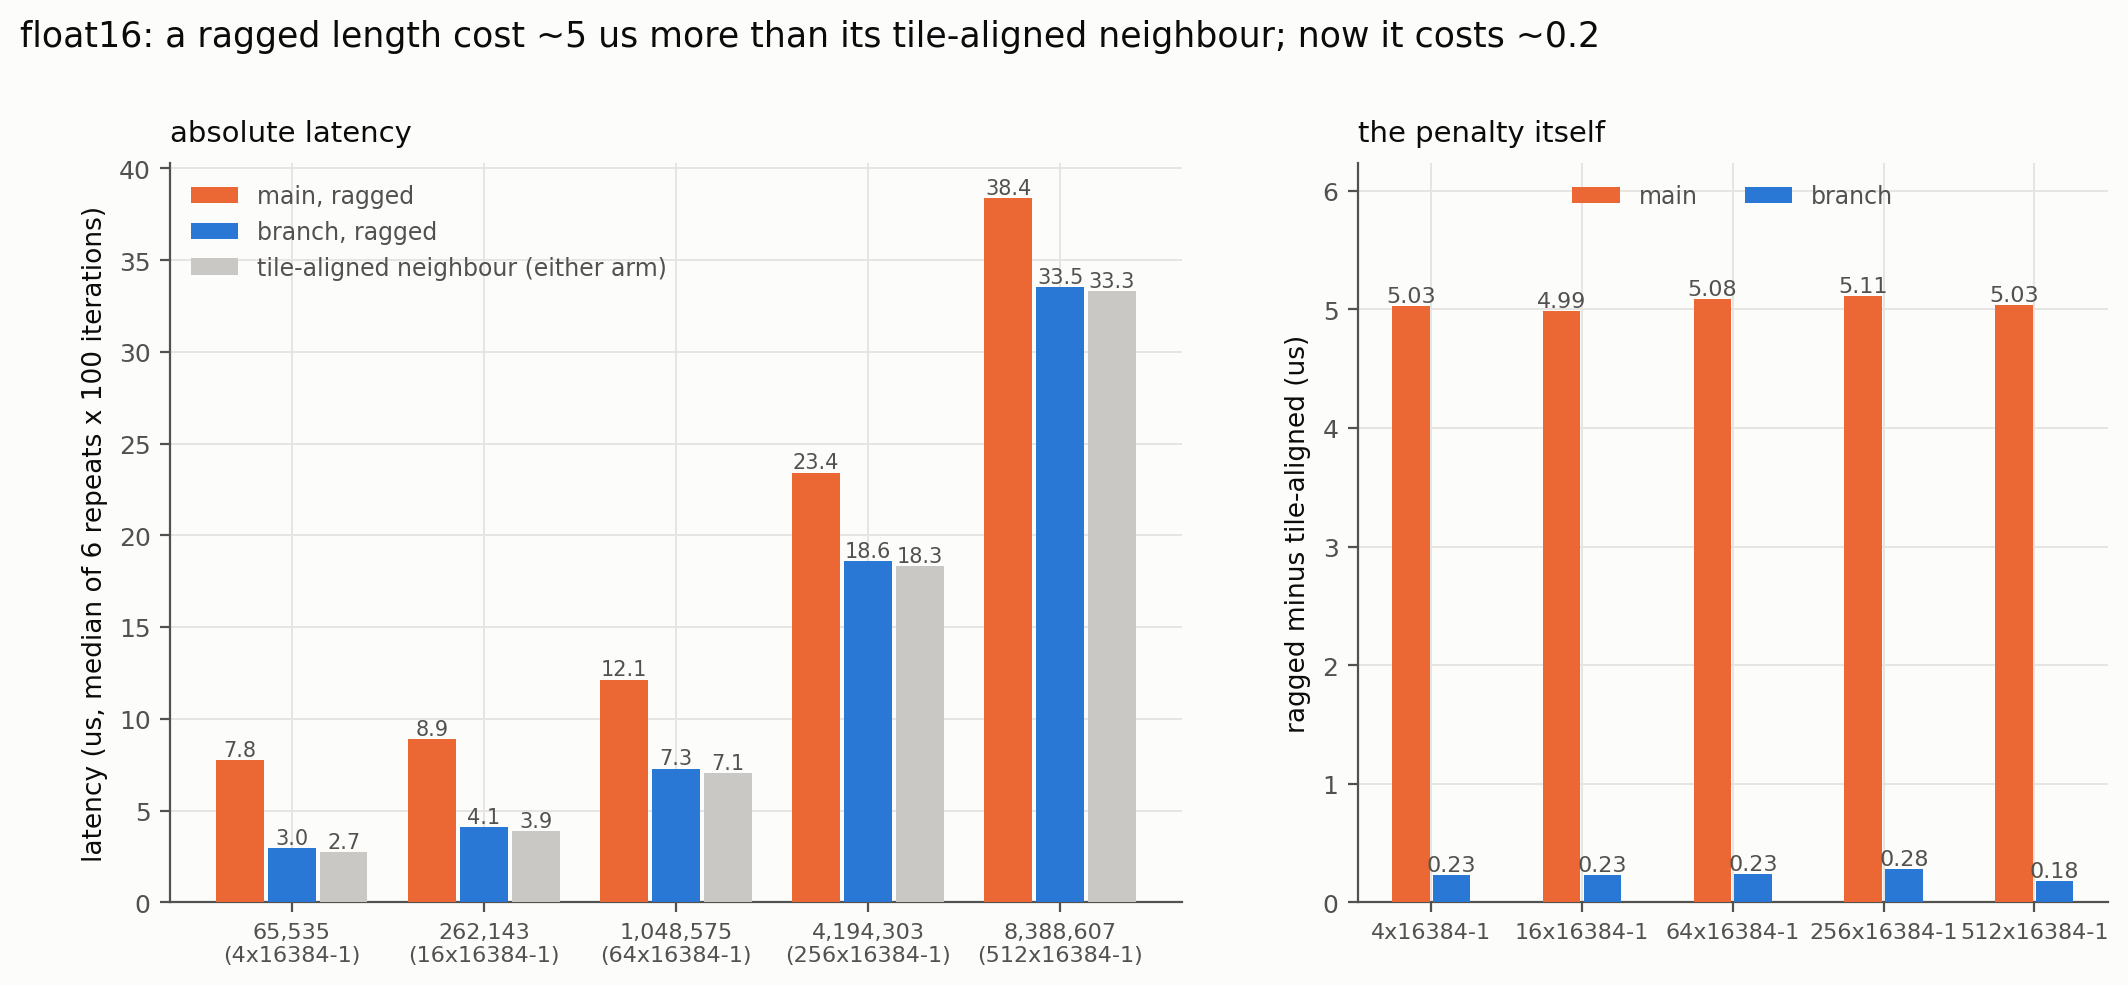 float16: a ragged length cost ~5 us more than its tile-aligned neighbour; now it costs ~0.2
absolute latency
latency (us, median of 6 repeats x 100 iterations)
40
35
30
25
20
15
10
5
0
main, ragged
branch, ragged
tile-aligned neighbour (either arm)
7.8
3.0
2.7
8.9
4.1
3.9
12.1
7.3
7.1
23.4
18.6
18.3
38.4
33.5
33.3
65,535
(4x16384-1)
262,143
(16x16384-1)
1,048,575
(64x16384-1)
4,194,303
(256x16384-1)
8,388,607
(512x16384-1)
the penalty itself
ragged minus tile-aligned (us)
6
5
4
3
2
1
0
main
branch
5.03
0.23
4.99
0.23
5.08
0.23
5.11
0.28
5.03
0.18
4x16384-1
16x16384-1
64x16384-1
256x16384-1
512x16384-1